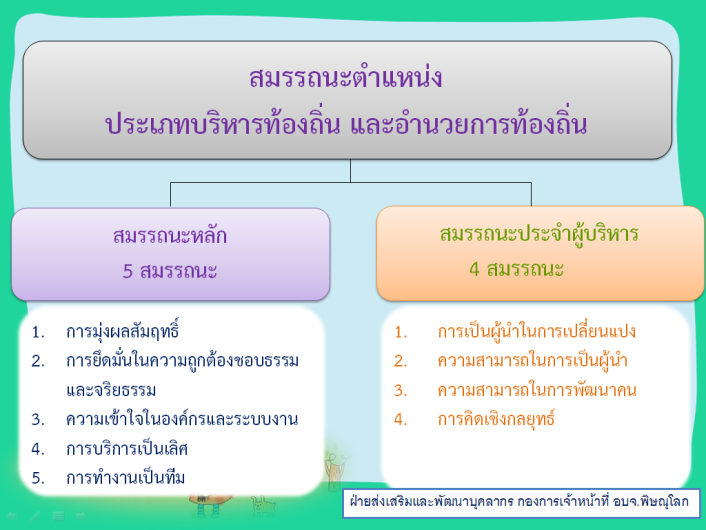 สมรรถนะตำแหน่ง
ประเภทบริหารท้องถิ่น และอำนวยการท้องถิ่น
สมรรถนะหลัก
5 สมรรถนะ
1. การมุ่งผลสัมฤทธิ์
2. การยึดมั่นในความถูกต้องชอบธรรม
และจริยธรรม
3. ความเข้าใจในองค์กรและระบบงาน
4. การบริการเป็นเลิศ
5. การทำงานเป็นทีม
สมรรถนะประจำผู้บริหาร
4 สมรรถนะ
1. การเป็นผู้นำในการเปลี่ยนแปง
2. ความสามารถในการเป็นผู้นำ
3. ความสามารถในการพัฒนาคน
4. การคิดเชิงกลยุทธ์
ฝ่ายส่งเสริมและพัฒนาบุคลากร กองการเจ้าหน้าที่ อบจ.พิษณุโลก